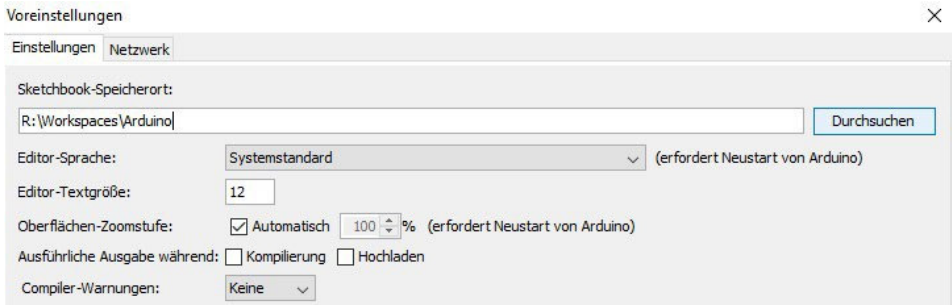 Voreinstellungen
Einstellungen Netzwerk
Sketchbook-Speicherort:
R:\Workspaces\Arduino Durchsuchen
Editor-Sprache: Systemstandard (erfordert Neustart von Arduino)
Editor-Textgröße: 12
Oberflächen-Zoomstufe: Automatisch 100 % (erfordert Neustart von Arduino)
Ausführliche Ausgabe während: Kompilierung Hochladen
Compiler-Warnungen: Keine